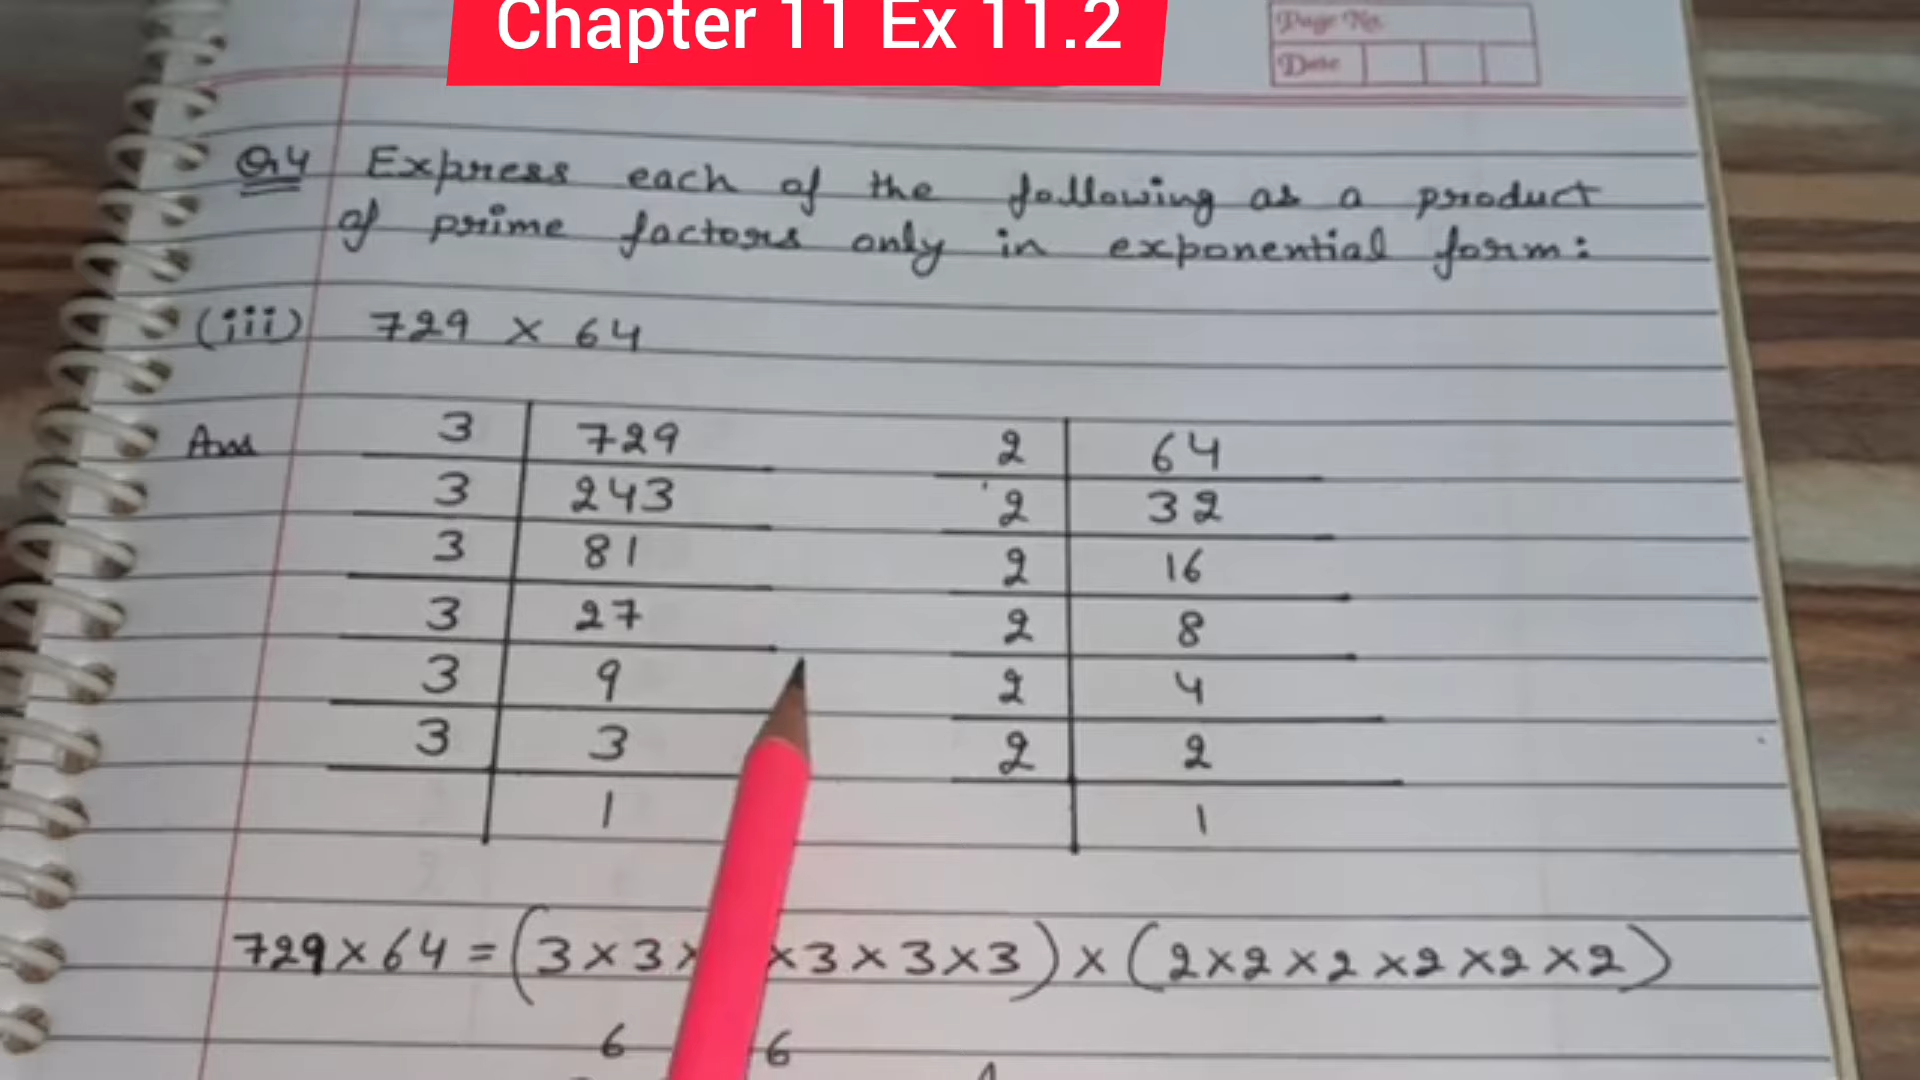 Chapter 11 Ex 11.2
Page No.
Date
Q4 Express each of the following as a product
of prime factors only in exponential form:
(iii) 729 × 64
Ans 3 729 2 64
3 243 2 32
3 81 2 16
3 27 2 8
3 9 2 4
3 3 2 2
1 1
729 × 64 = (3 × 3 × × 3 × 3 × 3) × (2 × 2 × 2 × 2 × 2 × 2)
6 6